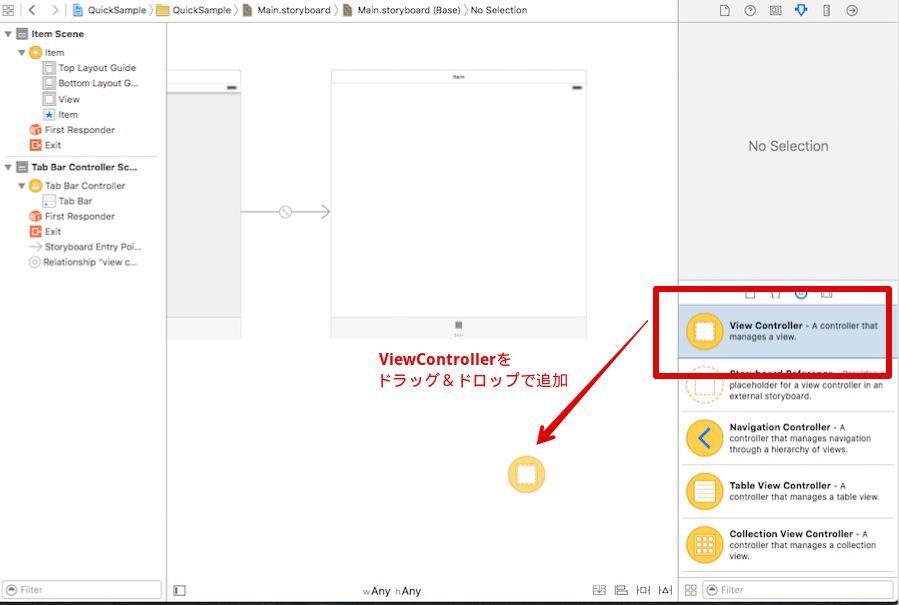 QuickSample
QuickSample
Main.storyboard
Main.storyboard (Base)
No Selection
Item Scene
Item
Top Layout Guide
Bottom Layout G...
View
Item
First Responder
Exit
Tab Bar Controller Sc...
Tab Bar Controller
Tab Bar
First Responder
Exit
Storyboard Entry Poi...
Relationship "view c...
Filter
Item
ViewControllerを
ドラッグ＆ドロップで追加
wAny hAny
No Selection
View Controller - A controller that
manages a view.
Storyboard Reference - Provides a
placeholder for a view controller in an
external storyboard.
Navigation Controller - A
controller that manages navigation
through a hierarchy of views.
Table View Controller - A
controller that manages a table view.
Collection View Controller - A
controller that manages a collection
view.
Filter